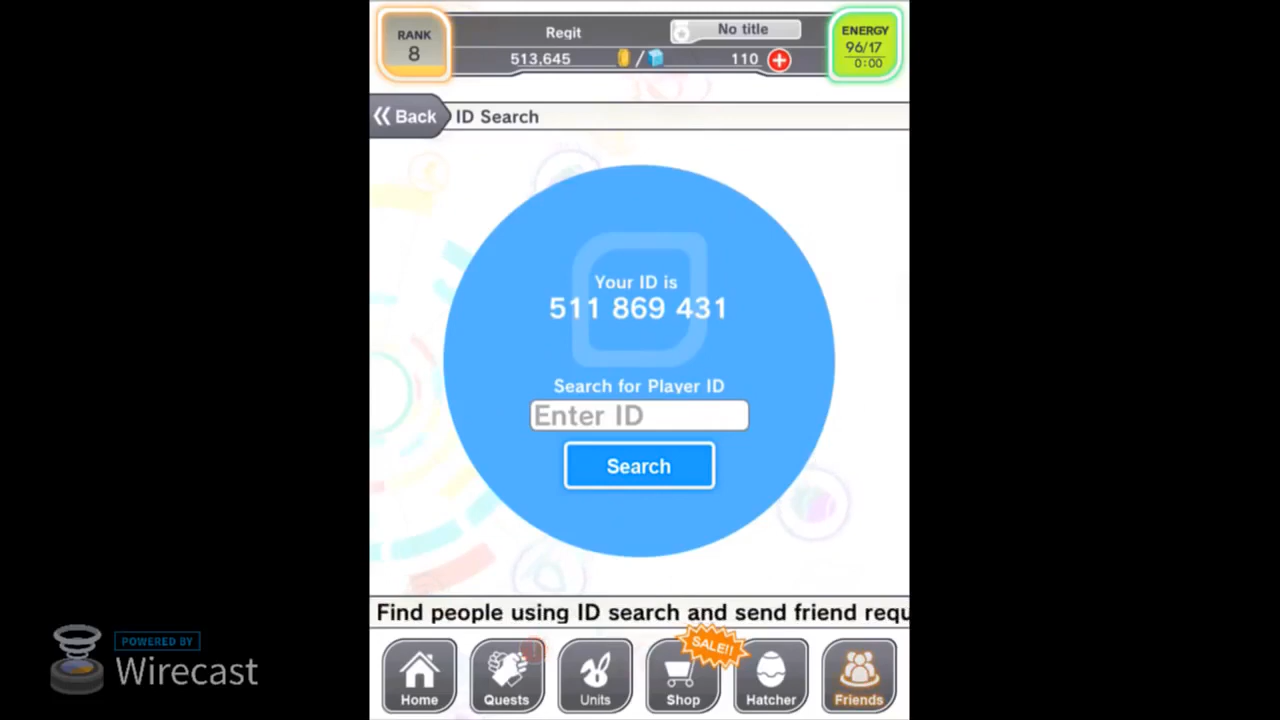 RANK
8
Regit
No title
513,645 / 110
ENERGY
96/17
0:00
Back
ID Search
Your ID is
511 869 431
Search for Player ID
Enter ID
Search
Find people using ID search and send friend requ
SALE!!
Home
Quests
Units
Shop
Hatcher
Friends
POWERED BY
Wirecast